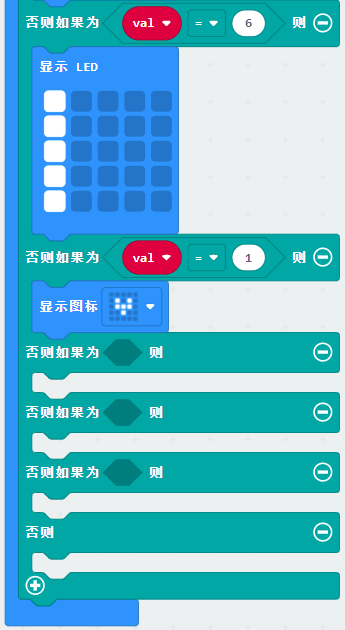 否则如果为 val = 6 则
显示 LED
否则如果为 val = 1 则
显示图标
否则如果为 则
否则如果为 则
否则如果为 则
否则